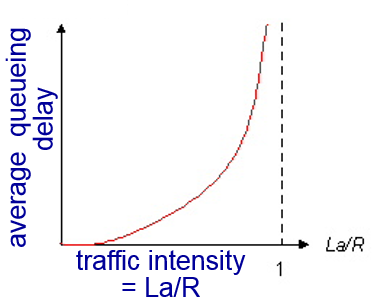 average queueing
delay
La/R
traffic intensity
= La/R
1